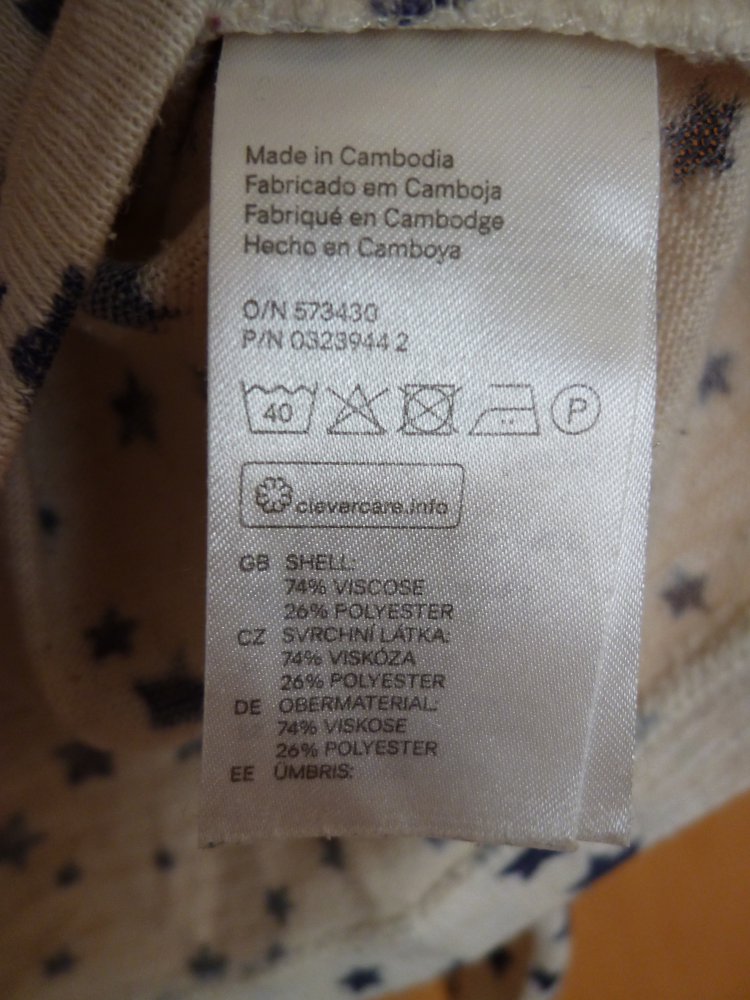 Made in Cambodia
Fabricado em Camboja
Fabriqué en Cambodge
Hecho en Camboya
O/N 573430
P/N 0323944 2
40 P
clevercare.info
GB SHELL:
74% VISCOSE
26% POLYESTER
CZ SVRCHNÍ LÁTKA:
74% VISKÓZA
26% POLYESTER
DE OBERMATERIAL:
74% VISKOSE
26% POLYESTER
EE ÜMBRIS: